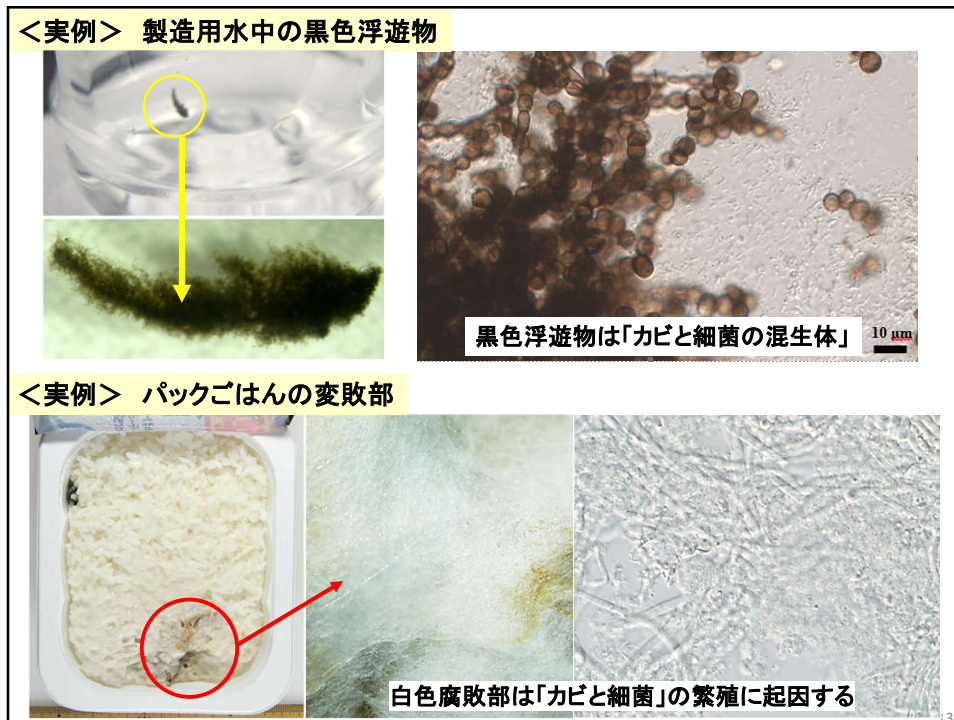 ＜実例＞　製造用水中の黒色浮遊物
黒色浮遊物は「カビと細菌の混生体」
10 μm
＜実例＞　パックごはんの変敗部
白色腐敗部は「カビと細菌」の繁殖に起因する